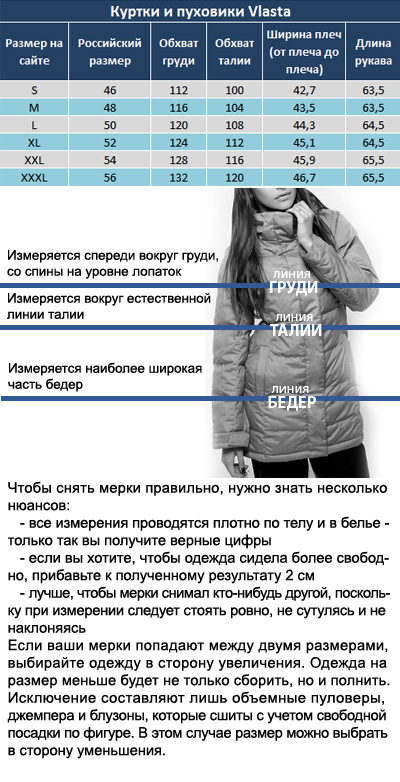 Куртки и пуховики Vlasta
Размер на сайте | Российский размер | Обхват груди | Обхват талии | Ширина плеч (от плеча до плеча) | Длина рукава
S | 46 | 112 | 100 | 42,7 | 63,5
M | 48 | 116 | 104 | 43,5 | 63,5
L | 50 | 120 | 108 | 44,3 | 64,5
XL | 52 | 124 | 112 | 45,1 | 64,5
XXL | 54 | 128 | 116 | 45,9 | 65,5
XXXL | 56 | 132 | 120 | 46,7 | 65,5
Измеряется спереди вокруг груди,
со спины на уровне лопаток
ЛИНИЯ
ГРУДИ
Измеряется вокруг естественной
линии талии
ЛИНИЯ
ТАЛИИ
Измеряется наиболее широкая
часть бедер
ЛИНИЯ
БЕДЕР
Чтобы снять мерки правильно, нужно знать несколько
нюансов:
- все измерения проводятся плотно по телу и в белье -
только так вы получите верные цифры
- если вы хотите, чтобы одежда сидела более свобод-
но, прибавьте к полученному результату 2 см
- лучше, чтобы мерки снимал кто-нибудь другой, посколь-
ку при измерении следует стоять ровно, не сутулясь и не
наклоняясь
Если ваши мерки попадают между двумя размерами,
выбирайте одежду в сторону увеличения. Одежда на
размер меньше будет не только сборить, но и полнить.
Исключение составляют лишь объемные пуловеры,
джемпера и блузоны, которые сшиты с учетом свободной
посадки по фигуре. В этом случае размер можно выбрать
в сторону уменьшения.